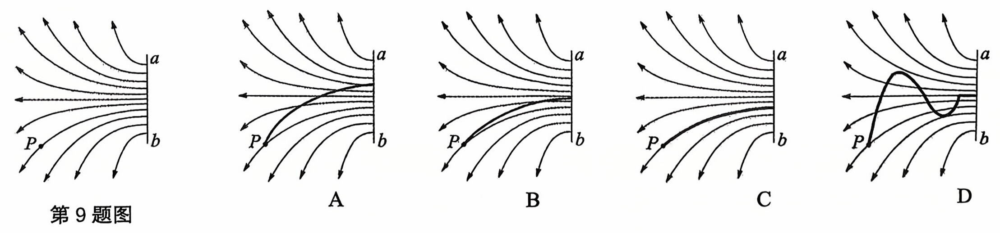 a a a a a
P P P P P
b b b b b
A B C D
第 9 题图